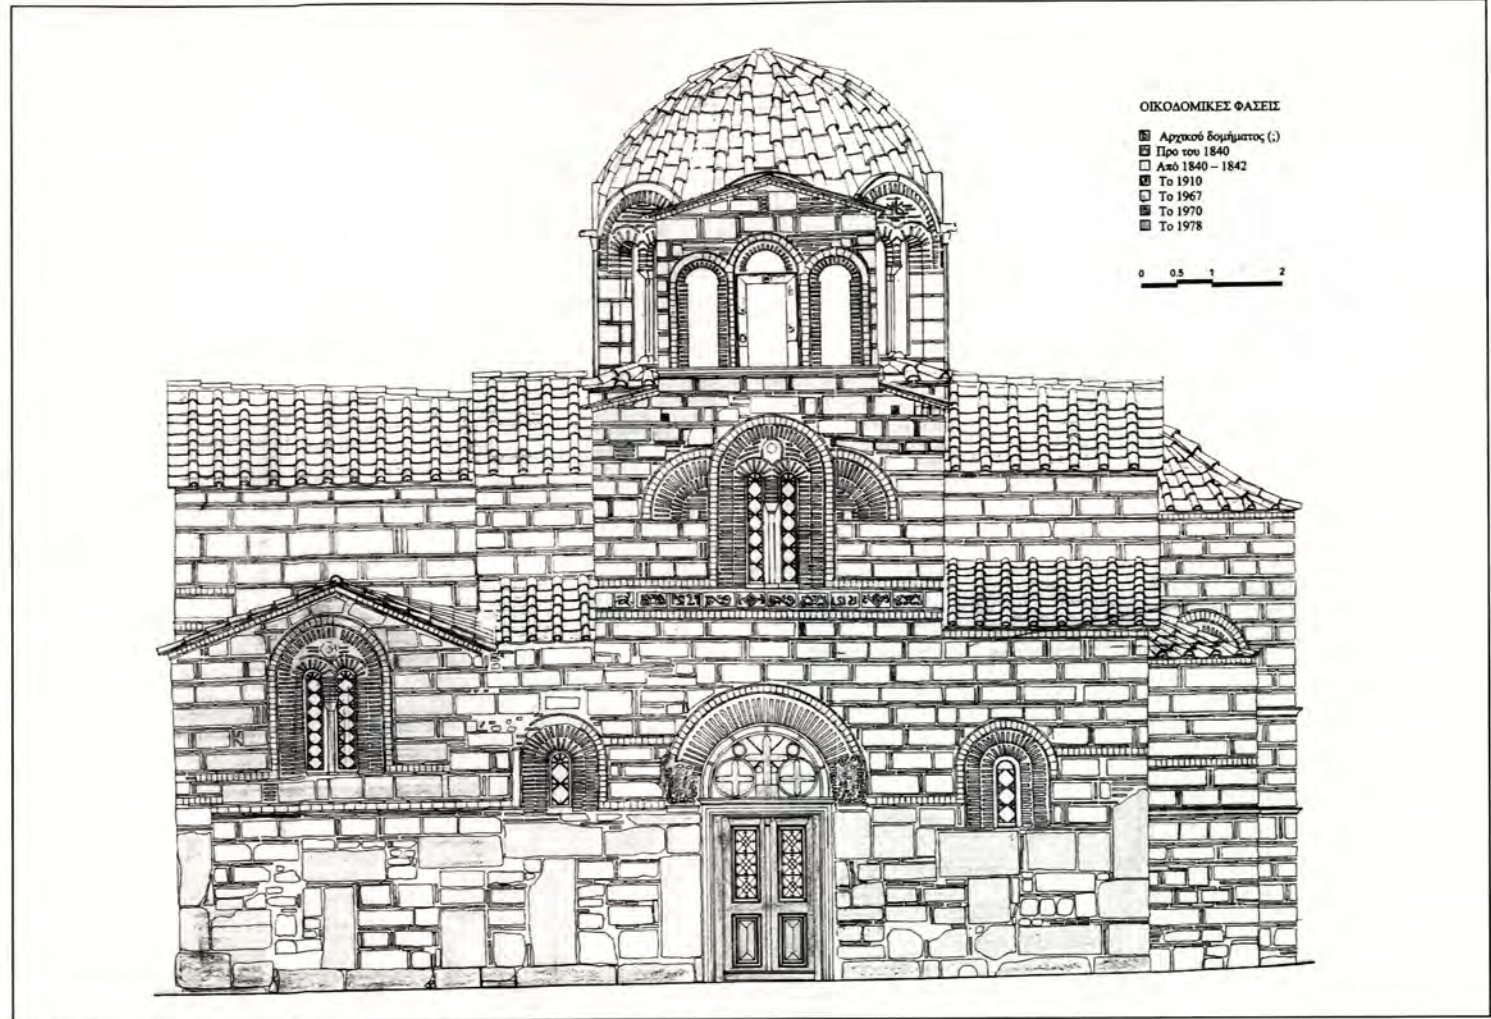 ΟΙΚΟΔΟΜΙΚΕΣ ΦΑΣΕΙΣ
Αρχικού δομήματος (;)
Προ του 1840
Από 1840 – 1842
Το 1910
Το 1967
Το 1970
Το 1978
0 0.5 1 2